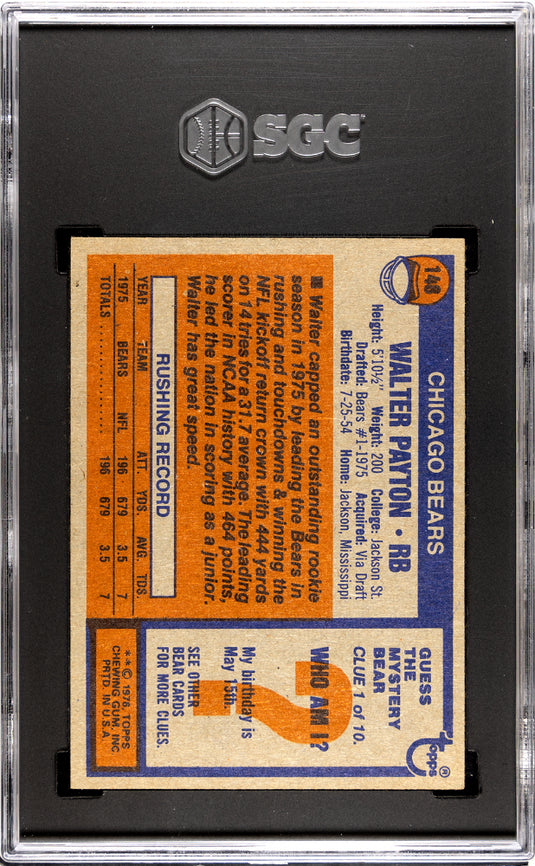 SGC
148
CHICAGO BEARS
WALTER PAYTON • RB
Height: 5'10½" Weight: 200 College: Jackson St.
Drafted: Bears #1-1975 Acquired: Via Draft
Birthdate: 7-25-54 Home: Jackson, Mississippi
■ Walter capped an outstanding rookie
season in 1975 by leading the Bears in
rushing and touchdowns & winning the
NFL kickoff return crown with 444 yards
on 14 tries for a 31.7 average. The leading
scorer in NCAA history with 464 points,
he led the nation in scoring as a junior.
Walter has great speed.
RUSHING RECORD
YEAR TEAM ATT. YDS. AVG. TDS.
1975 BEARS NFL 196 679 3.5 7
TOTALS . . . . . . . . . . . . 196 679 3.5 7
Topps®
GUESS
THE
MYSTERY
BEAR
CLUE 1 of 10.
?
WHO AM I?
My birthday is
May 15th.
SEE OTHER
BEAR CARDS
FOR MORE CLUES.
**© 1976, TOPPS
CHEWING GUM, INC.
PRTD. IN U.S.A.